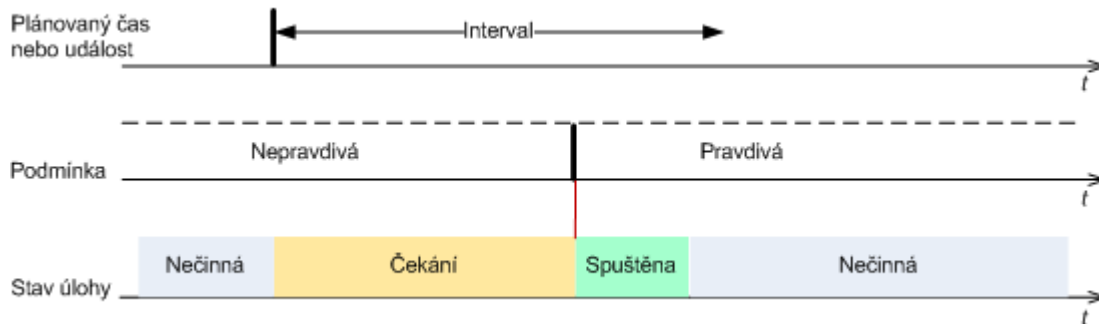 Plánovaný čas
nebo událost
Interval
t
Nepravdivá
Pravdivá
Podmínka
t
Nečinná
Čekání
Spuštěna
Nečinná
Stav úlohy
t